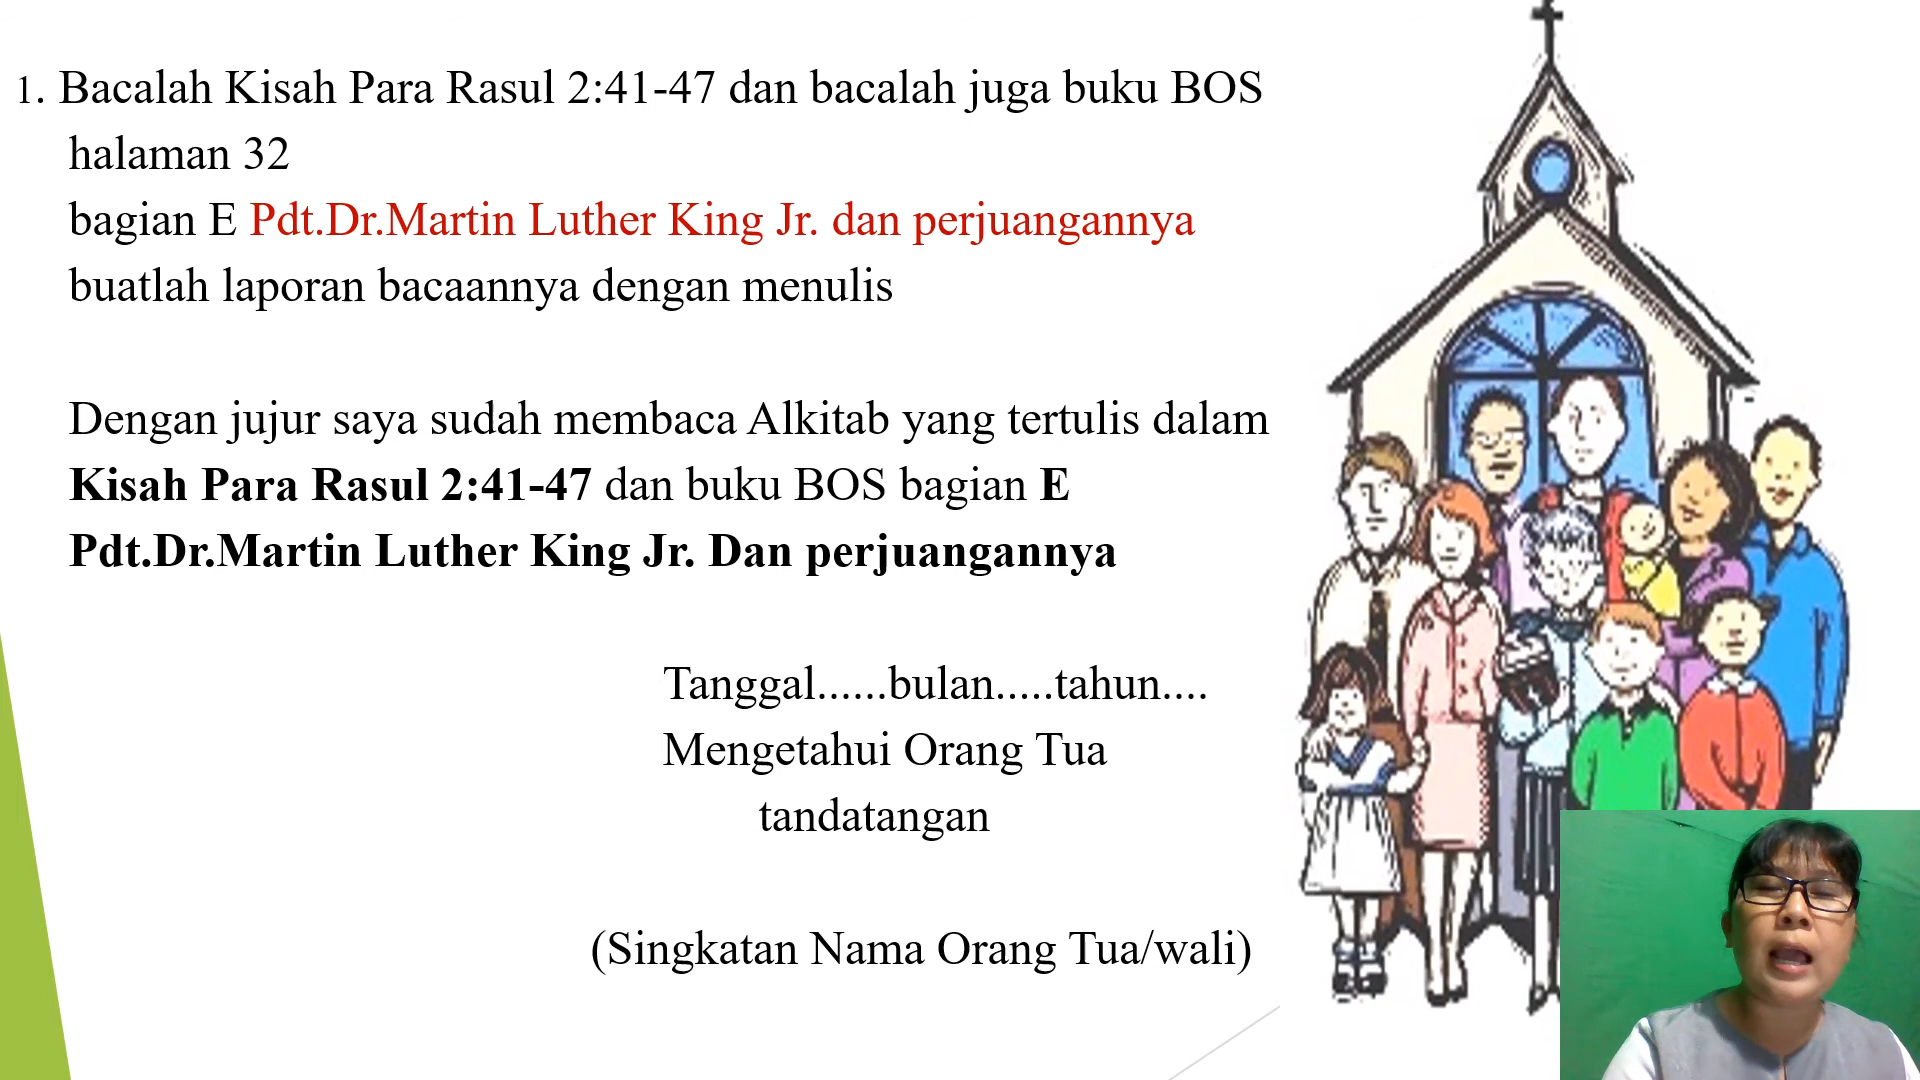 1. Bacalah Kisah Para Rasul 2:41-47 dan bacalah juga buku BOS
halaman 32
bagian E Pdt.Dr.Martin Luther King Jr. dan perjuangannya
buatlah laporan bacaannya dengan menulis
Dengan jujur saya sudah membaca Alkitab yang tertulis dalam
Kisah Para Rasul 2:41-47 dan buku BOS bagian E
Pdt.Dr.Martin Luther King Jr. Dan perjuangannya
Tanggal......bulan.....tahun....
Mengetahui Orang Tua
tandatangan
(Singkatan Nama Orang Tua/wali)